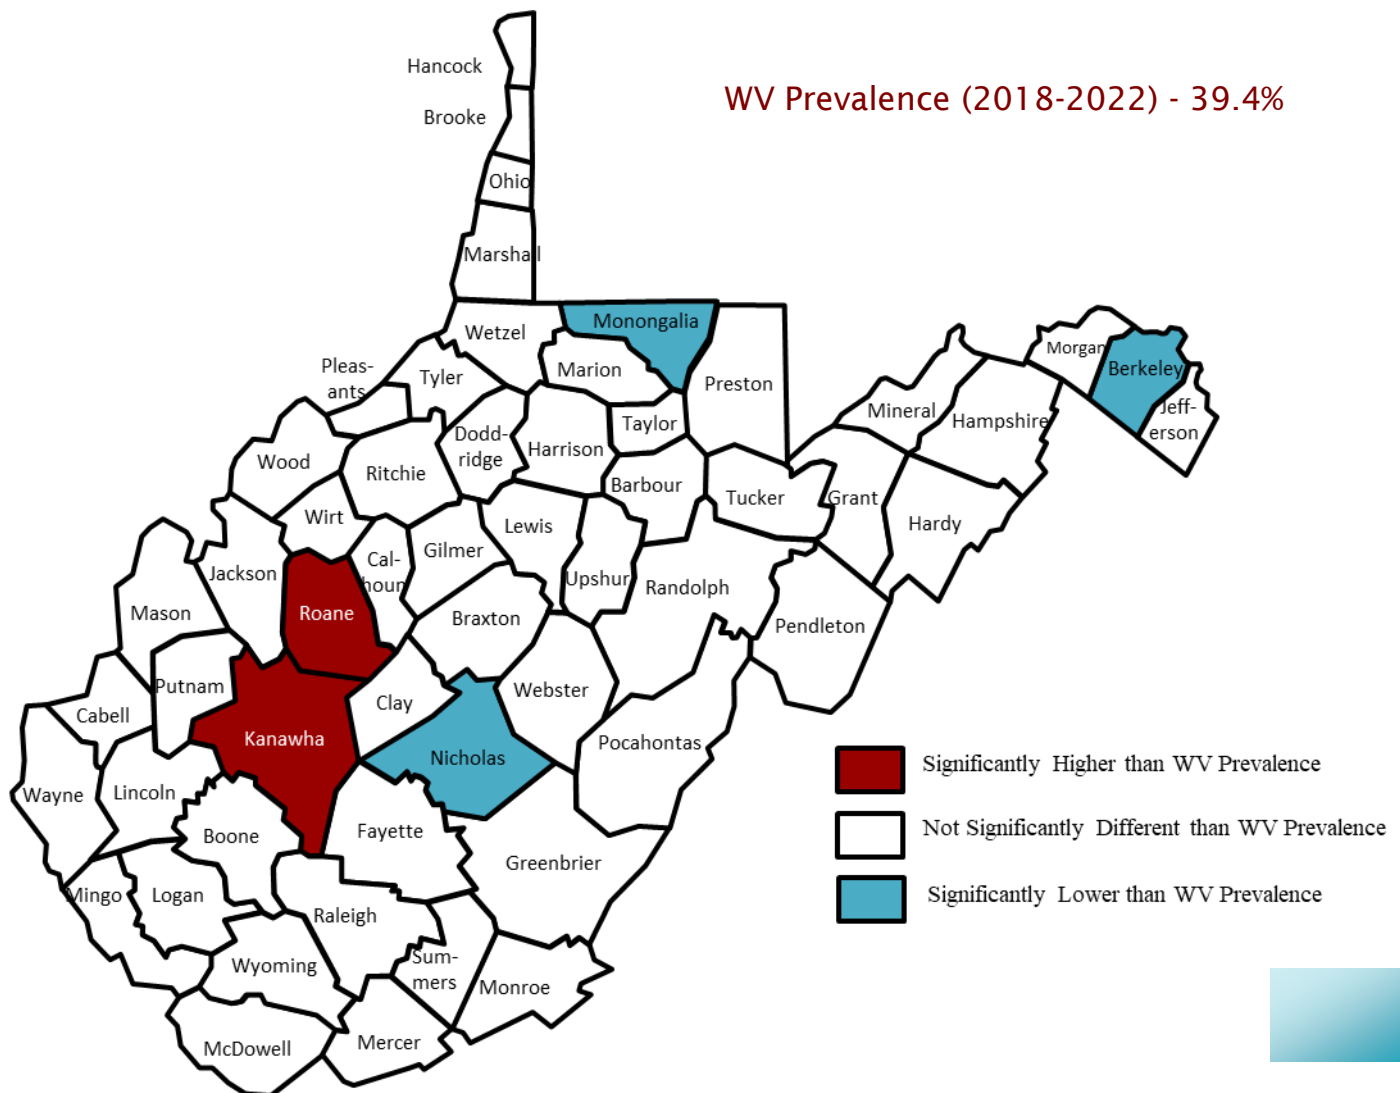 WV Prevalence (2018-2022) - 39.4%
Hancock
Brooke
Ohio
Marshall
Wetzel
Monongalia
Marion
Preston
Pleas-
ants
Tyler
Taylor
Dodd-
ridge
Harrison
Wood
Ritchie
Barbour
Tucker
Grant
Mineral
Hampshire
Morgan
Berkeley
Jeff-
erson
Hardy
Wirt
Lewis
Gilmer
Cal-
houn
Jackson
Upshur
Randolph
Mason
Roane
Braxton
Pendleton
Putnam
Clay
Webster
Cabell
Kanawha
Nicholas
Pocahontas
Wayne
Lincoln
Boone
Fayette
Greenbrier
Mingo
Logan
Raleigh
Wyoming
Sum-
mers
Monroe
McDowell
Mercer
Significantly Higher than WV Prevalence
Not Significantly Different than WV Prevalence
Significantly Lower than WV Prevalence